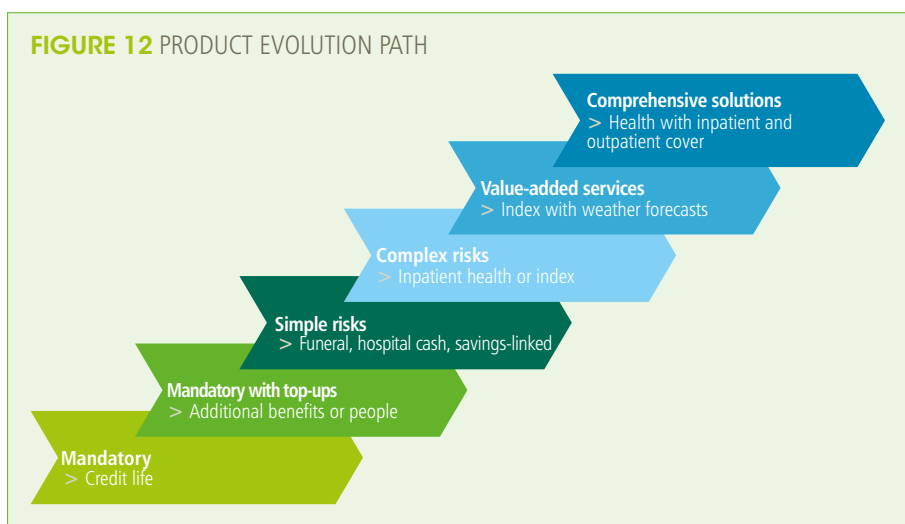 FIGURE 12 PRODUCT EVOLUTION PATH
Comprehensive solutions
> Health with inpatient and
outpatient cover
Value-added services
> Index with weather forecasts
Complex risks
> Inpatient health or index
Simple risks
> Funeral, hospital cash, savings-linked
Mandatory with top-ups
> Additional benefits or people
Mandatory
> Credit life